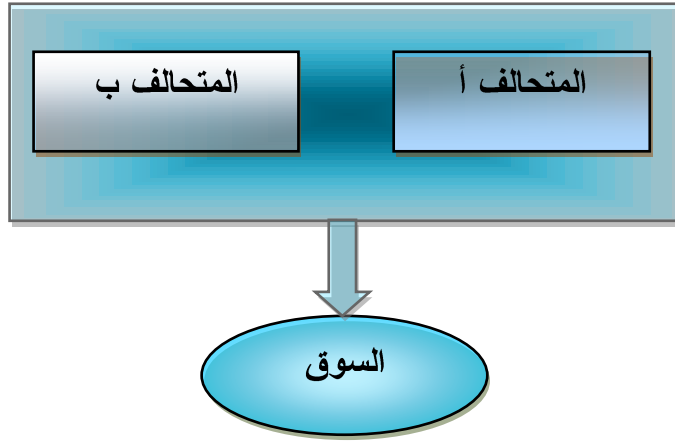 المتحالف أ
المتحالف ب
السوق